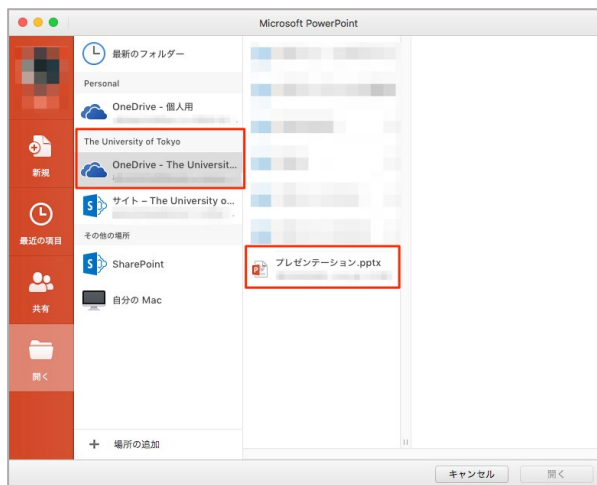 Microsoft PowerPoint
新規
最近の項目
共有
開く
最新のフォルダー
Personal
OneDrive - 個人用
The University of Tokyo
OneDrive - The Universit...
サイト – The University o...
その他の場所
SharePoint
自分の Mac
場所の追加
プレゼンテーション.pptx
キャンセル
開く